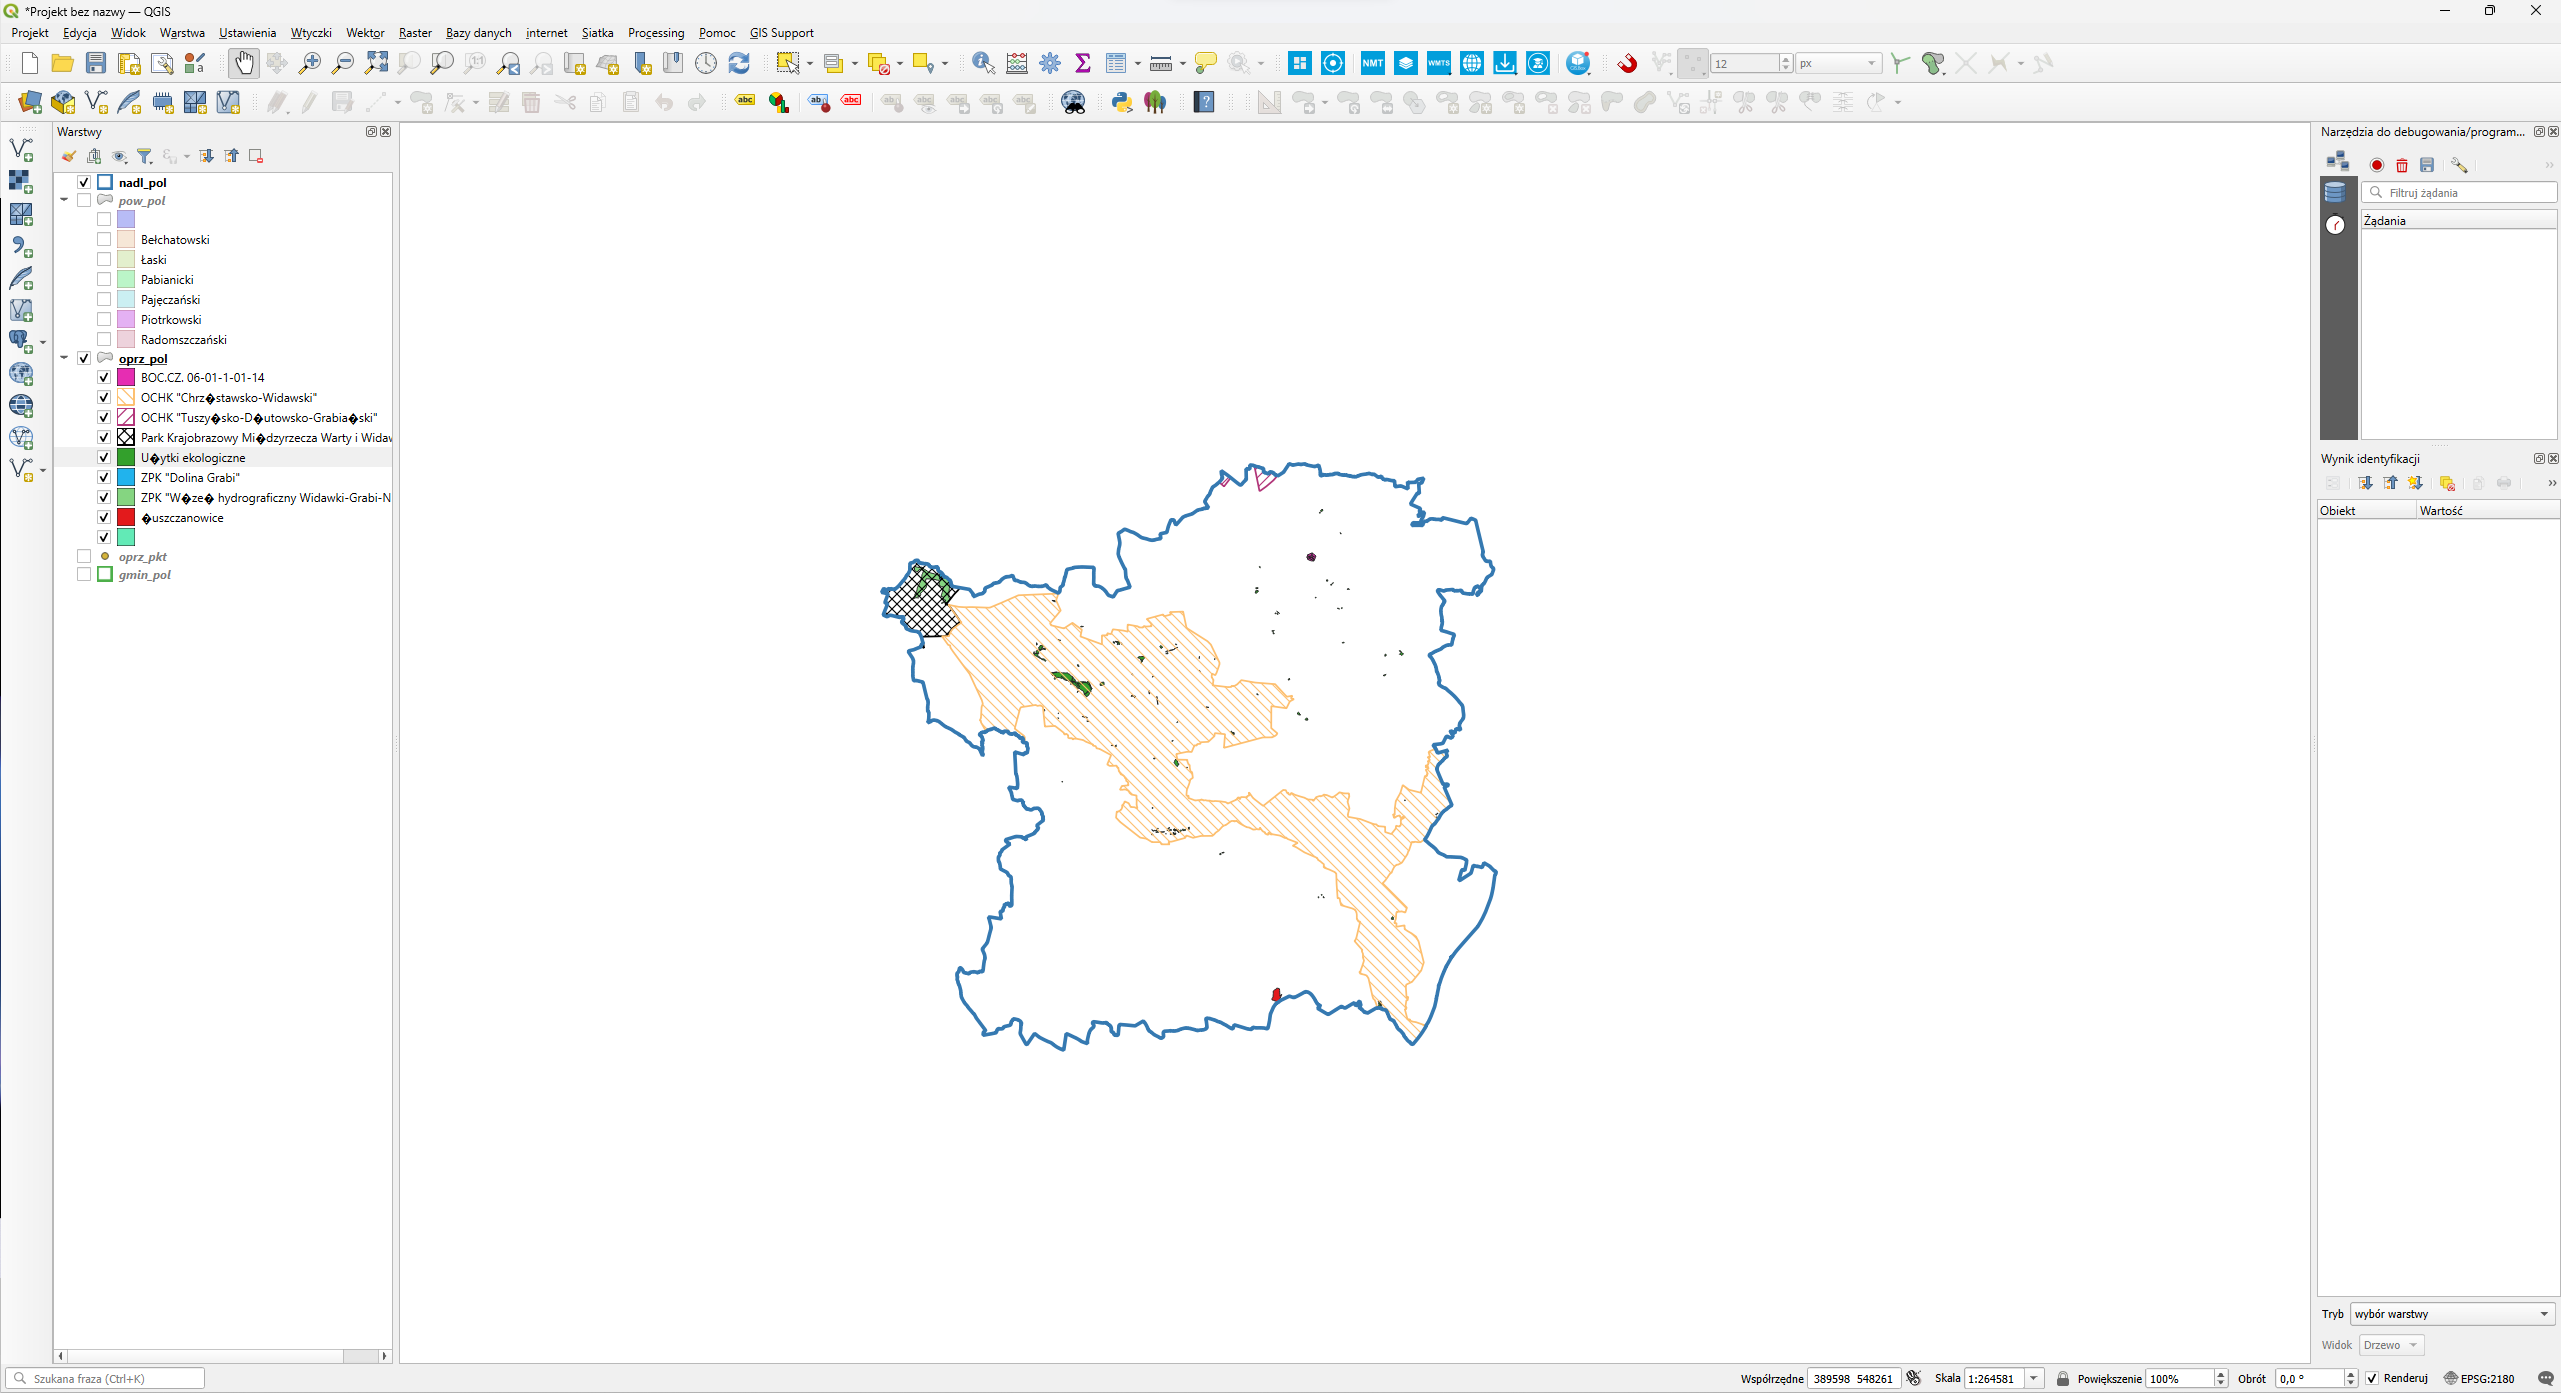 *Projekt bez nazwy — QGIS
Projekt Edycja Widok Warstwa Ustawienia Wtyczki Wektor Raster Bazy danych internet Siatka Processing Pomoc GIS Support
NMT WMTS 12 px
abc ab abc
Warstwy
nadl_pol
pow_pol
Bełchatowski
Łaski
Pabianicki
Pajęczański
Piotrkowski
Radomszczański
oprz_pol
BOC.CZ. 06-01-1-01-14
OCHK "Chrz�stawsko-Widawski"
OCHK "Tuszy�sko-D�utowsko-Grabia�ski"
Park Krajobrazowy Mi�dzyrzecza Warty i Widaw
U�ytki ekologiczne
ZPK "Dolina Grabi"
ZPK "W�ze� hydrograficzny Widawki-Grabi-N
�uszczanowice
oprz_pkt
gmin_pol
Narzędzia do debugowania/program...
Filtruj żądania
Żądania
Wynik identyfikacji
Obiekt Wartość
Tryb wybór warstwy
Widok Drzewo
Szukana fraza (Ctrl+K)
Współrzędne 389598 548261 Skala 1:264581 Powiększenie 100% Obrót 0,0 ° Renderuj EPSG:2180